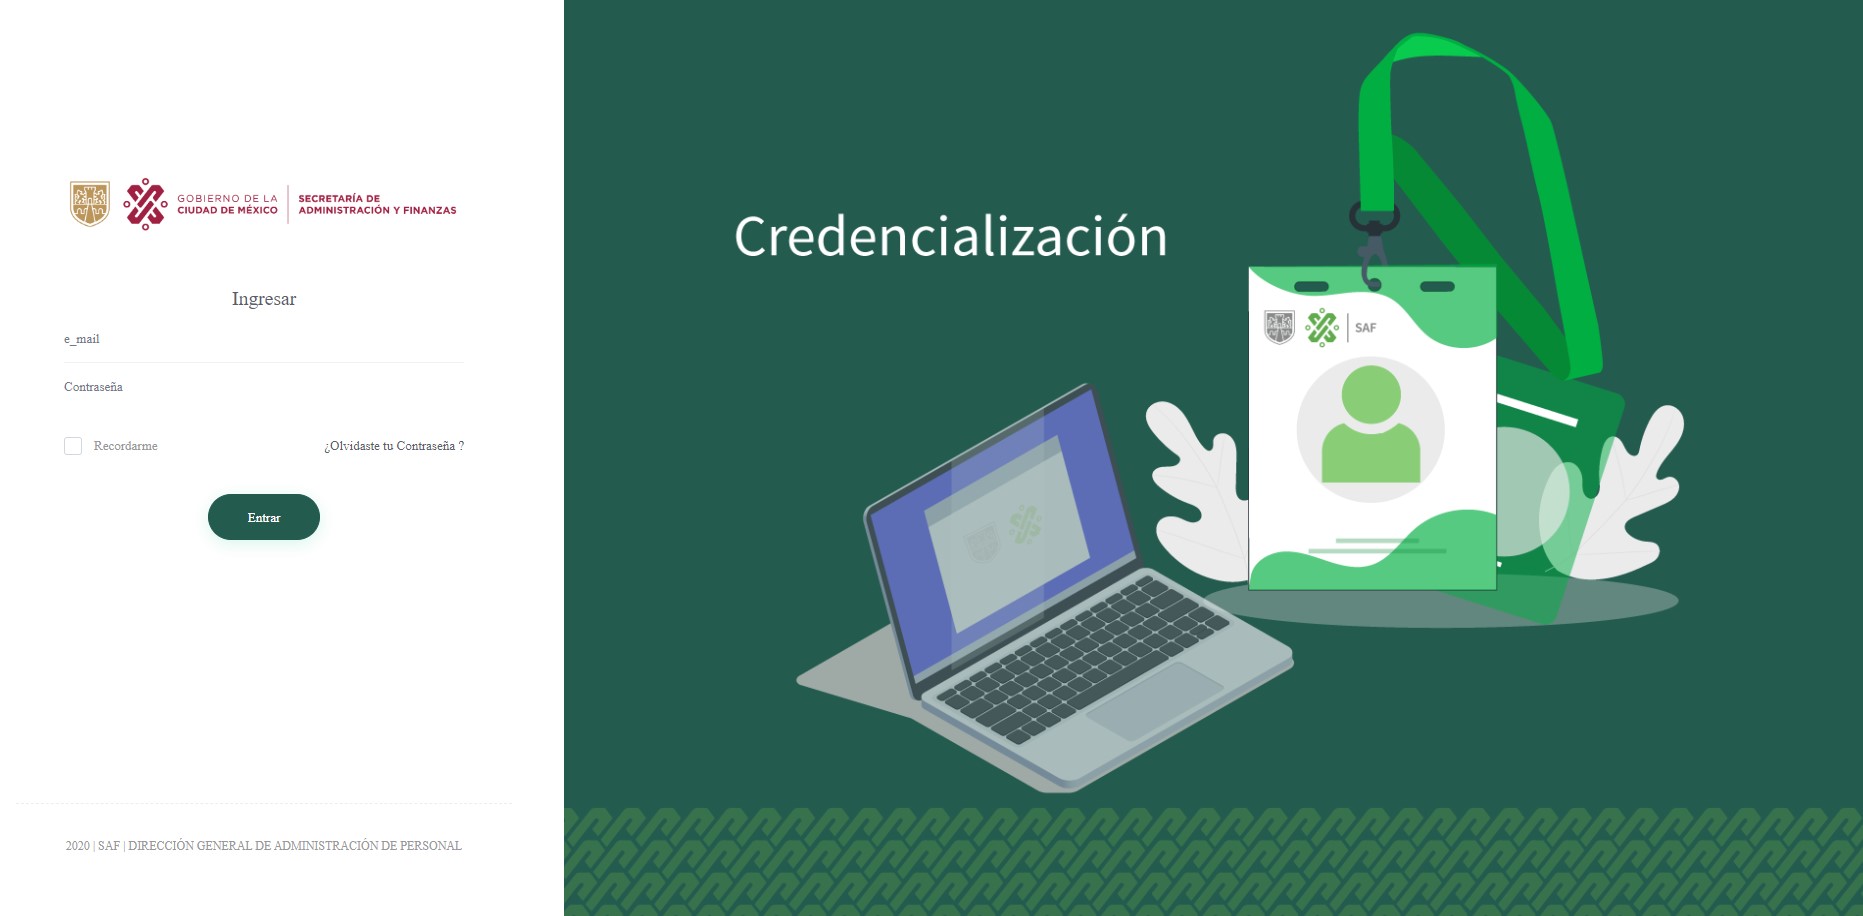 GOBIERNO DE LA
CIUDAD DE MÉXICO
SECRETARÍA DE
ADMINISTRACIÓN Y FINANZAS
Ingresar
e_mail
Contraseña
Recordarme
¿Olvidaste tu Contraseña ?
Entrar
2020 | SAF | DIRECCIÓN GENERAL DE ADMINISTRACIÓN DE PERSONAL
Credencialización
SAF